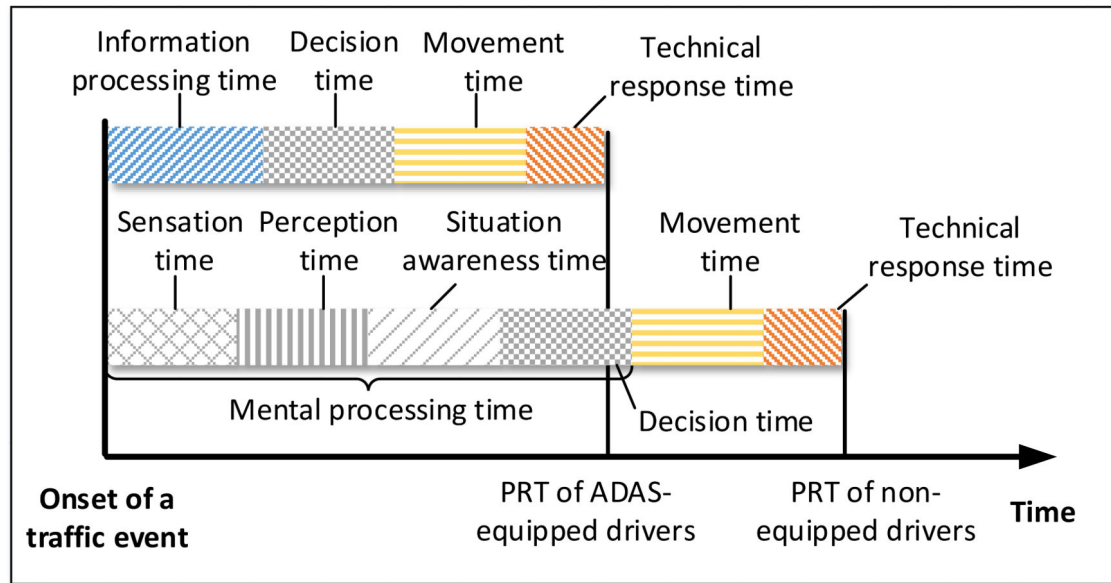 Information
processing time
Decision
time
Movement
time
Technical
response time
Sensation
time
Perception
time
Situation
awareness time
Movement
time
Technical
response time
Mental processing time
Decision time
Onset of a
traffic event
PRT of ADAS-
equipped drivers
PRT of non-
equipped drivers
Time